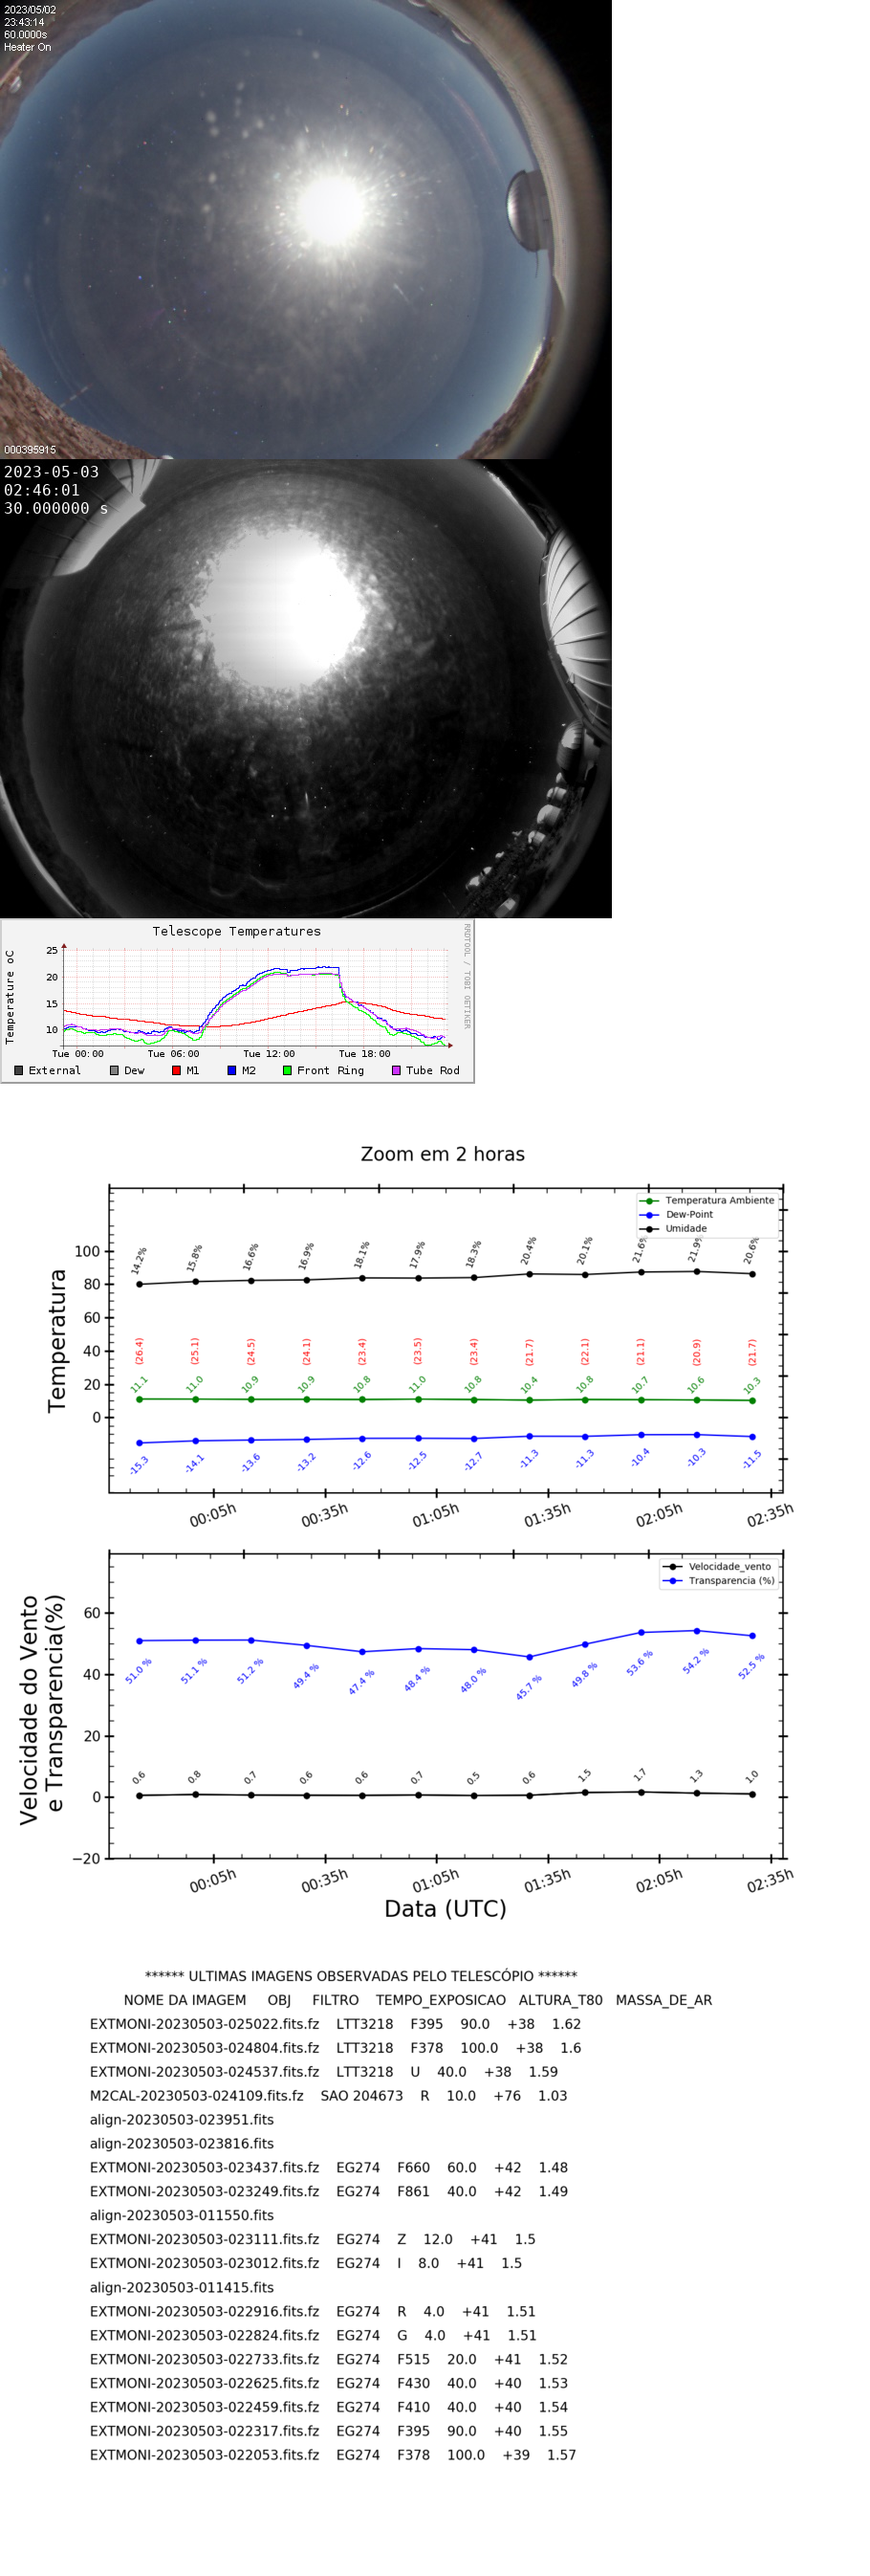 2023/05/02
23:43:14
60.0000s
Heater On
000395915
2023-05-03
02:46:01
30.000000 s
Telescope Temperatures
RRDTOOL / TOBI OETIKER
Temperature oC
25
20
15
10
Tue 00:00 Tue 06:00 Tue 12:00 Tue 18:00
External Dew M1 M2 Front Ring Tube Rod
Zoom em 2 horas
Temperatura
Temperatura Ambiente
Dew-Point
Umidade
100
80
60
40
20
0
14.2% 15.8% 16.6% 16.9% 18.1% 17.9% 18.3% 20.4% 20.1% 21.6% 21.9% 20.6%
(26.4) (25.1) (24.5) (24.1) (23.4) (23.5) (23.4) (21.7) (22.1) (21.1) (20.9) (21.7)
11.1 11.0 10.9 10.9 10.8 11.0 10.8 10.4 10.8 10.7 10.6 10.3
-15.3 -14.1 -13.6 -13.2 -12.6 -12.5 -12.7 -11.3 -11.3 -10.4 -10.3 -11.5
00:05h 00:35h 01:05h 01:35h 02:05h 02:35h
Velocidade do Vento
e Transparencia(%)
Velocidade_vento
Transparencia (%)
60
40
20
0
−20
51.0 % 51.1 % 51.2 % 49.4 % 47.4 % 48.4 % 48.0 % 45.7 % 49.8 % 53.6 % 54.2 % 52.5 %
0.6 0.8 0.7 0.6 0.6 0.7 0.5 0.6 1.5 1.7 1.3 1.0
00:05h 00:35h 01:05h 01:35h 02:05h 02:35h
Data (UTC)
****** ULTIMAS IMAGENS OBSERVADAS PELO TELESCÓPIO ******
NOME DA IMAGEM OBJ FILTRO TEMPO_EXPOSICAO ALTURA_T80 MASSA_DE_AR
EXTMONI-20230503-025022.fits.fz LTT3218 F395 90.0 +38 1.62
EXTMONI-20230503-024804.fits.fz LTT3218 F378 100.0 +38 1.6
EXTMONI-20230503-024537.fits.fz LTT3218 U 40.0 +38 1.59
M2CAL-20230503-024109.fits.fz SAO 204673 R 10.0 +76 1.03
align-20230503-023951.fits
align-20230503-023816.fits
EXTMONI-20230503-023437.fits.fz EG274 F660 60.0 +42 1.48
EXTMONI-20230503-023249.fits.fz EG274 F861 40.0 +42 1.49
align-20230503-011550.fits
EXTMONI-20230503-023111.fits.fz EG274 Z 12.0 +41 1.5
EXTMONI-20230503-023012.fits.fz EG274 I 8.0 +41 1.5
align-20230503-011415.fits
EXTMONI-20230503-022916.fits.fz EG274 R 4.0 +41 1.51
EXTMONI-20230503-022824.fits.fz EG274 G 4.0 +41 1.51
EXTMONI-20230503-022733.fits.fz EG274 F515 20.0 +41 1.52
EXTMONI-20230503-022625.fits.fz EG274 F430 40.0 +40 1.53
EXTMONI-20230503-022459.fits.fz EG274 F410 40.0 +40 1.54
EXTMONI-20230503-022317.fits.fz EG274 F395 90.0 +40 1.55
EXTMONI-20230503-022053.fits.fz EG274 F378 100.0 +39 1.57